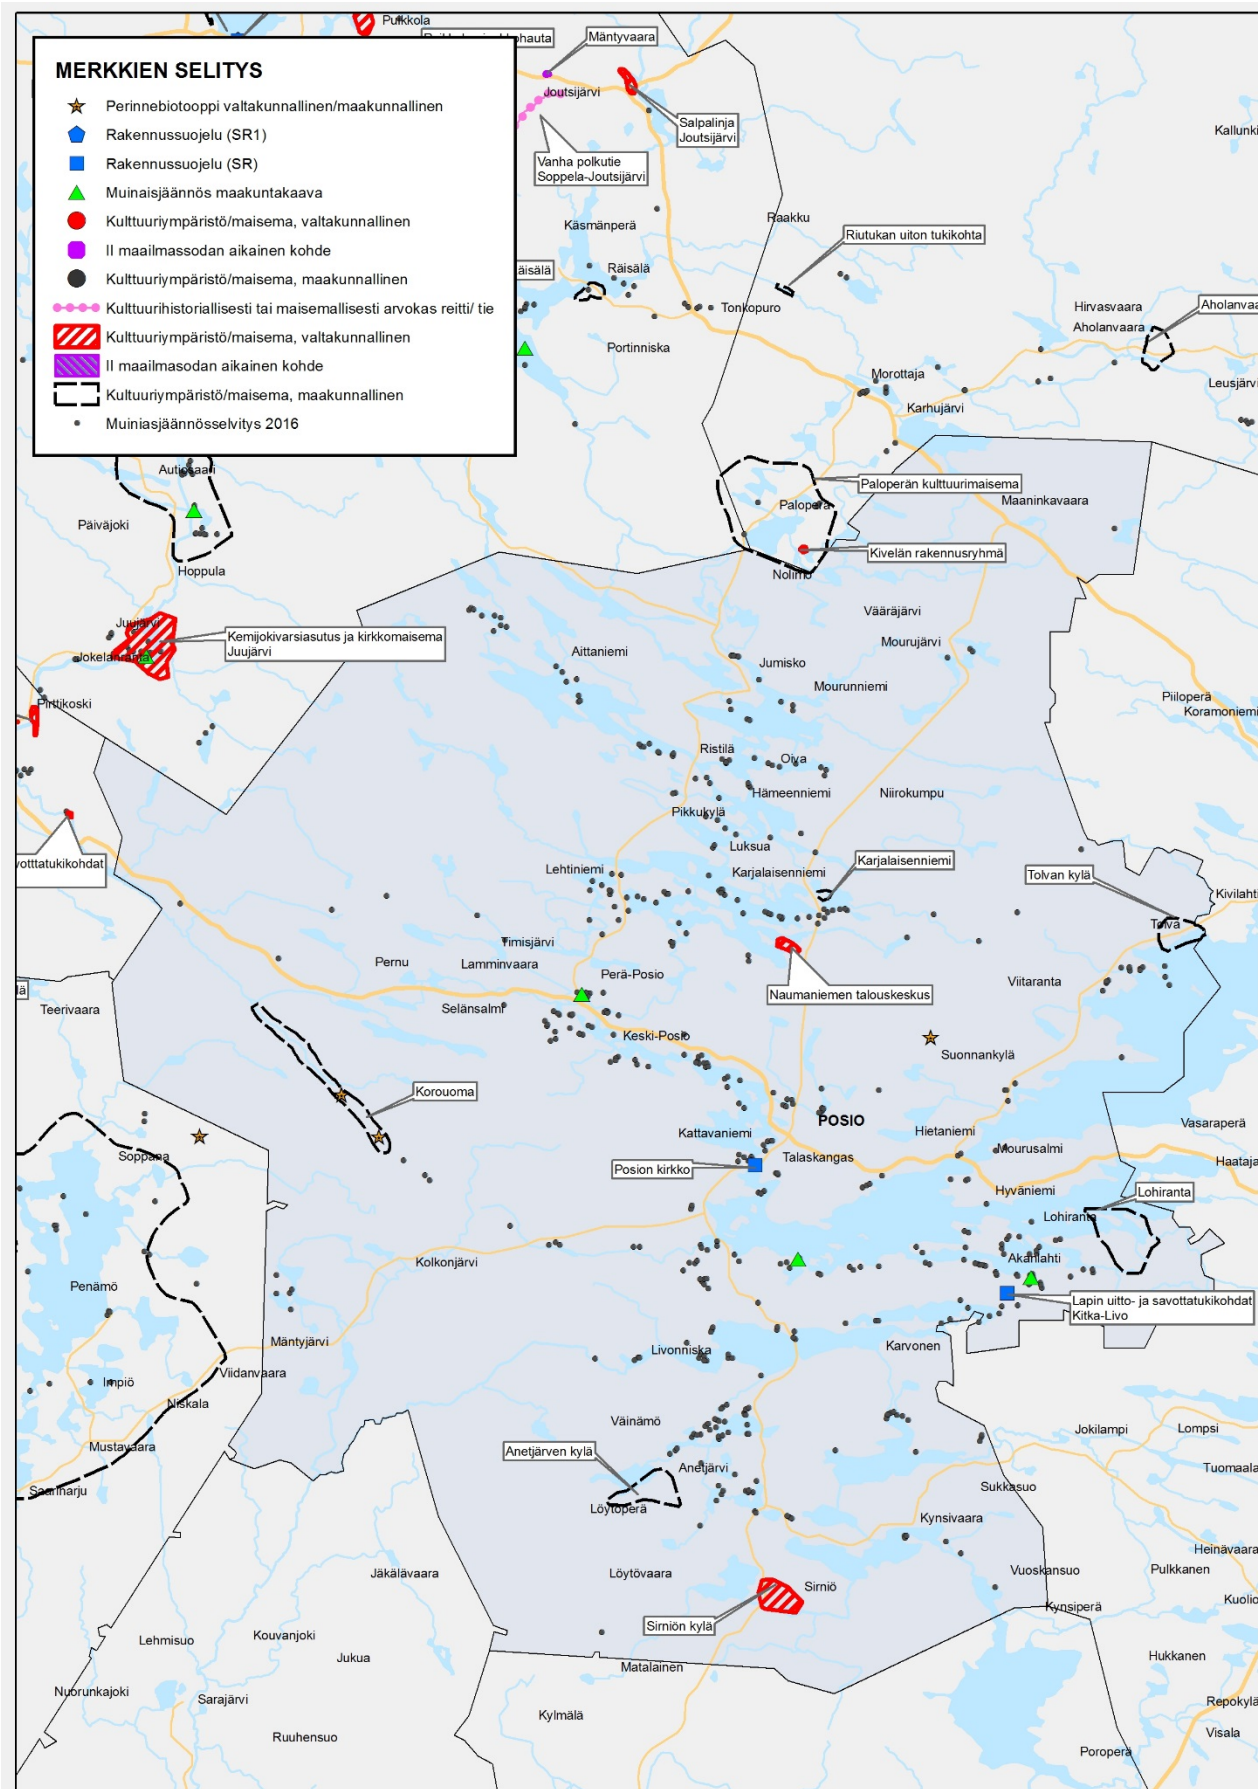 Pulkkola
Mäntyvaara
Joutsijärvi
Salpalinja
Joutsijärvi
Kallunki
Vanha polkutie
Soppela-Joutsijärvi
MERKKIEN SELITYS
Perinnebiotooppi valtakunnallinen/maakunnallinen
Rakennussuojelu (SR1)
Rakennussuojelu (SR)
Muinaisjäännös maakuntakaava
Kulttuuriympäristö/maisema, valtakunnallinen
II maailmassodan aikainen kohde
Kulttuuriympäristö/maisema, maakunnallinen
Kulttuurihistoriallisesti tai maisemallisesti arvokas reitti/ tie
Kulttuuriympäristö/maisema, valtakunnallinen
II maailmasodan aikainen kohde
Kultuuriympäristö/maisema, maakunnallinen
Muiniasjäännösselvitys 2016
Käsmänperä
Raakku
Riutukan uiton tukikohta
äisälä
Räisälä
Tonkopuro
Hirvasvaara
Aholanvaa
Aholanvaara
Portinniska
Morottaja
Leusjärvi
Karhujärvi
Autiosaari
Paloperän kulttuurimaisema
Maaninkavaara
Paloperä
Päiväjoki
Kivelän rakennusryhmä
Hoppula
Nolimo
Vääräjärvi
Juujärvi
Kemijokivarsiasutus ja kirkkomaisema
Juujärvi
Mourujärvi
Jokelanranta
Aittaniemi
Jumisko
Mourunniemi
Pirttikoski
Piiloperä
Koramoniemi
Ristilä
Oiva
Hämeenniemi
Niirokumpu
Pikkukylä
votttatukikohdat
Luksua
Karjalaisenniemi
Lehtiniemi
Karjalaisenniemi
Tolvan kylä
Kivilahti
Tolva
Timisjärvi
Pernu
Lamminvaara
Perä-Posio
Viitaranta
lä
Teerivaara
Naumaniemen talouskeskus
Selänsalmi
Keski-Posio
Suonnankylä
Korouoma
POSIO
Vasaraperä
Kattavaniemi
Hietaniemi
Soppana
Mourusalmi
Talaskangas
Haataja
Posion kirkko
Hyväniemi
Lohiranta
Lohiranta
Kolkonjärvi
Akanlahti
Penämö
Lapin uitto- ja savottatukikohdat
Kitka-Livo
Mäntyjärvi
Livonniska
Karvonen
Viidanvaara
Impiö
Niskala
Väinämö
Jokilampi
Lompsi
Mustavaara
Anetjärven kylä
Anetjärvi
Tuomaala
Saariharju
Sukkasuo
Löytöperä
Kynsivaara
Heinävaara
Jäkälävaara
Löytövaara
Vuoskansuo
Pulkkanen
Sirniö
Kuolio
Kynsiperä
Sirniön kylä
Kouvanjoki
Lehmisuo
Jukua
Matalainen
Hukkanen
Nuorunkajoki
Sarajärvi
Kylmälä
Repokylä
Ruuhensuo
Visala
Poroperä